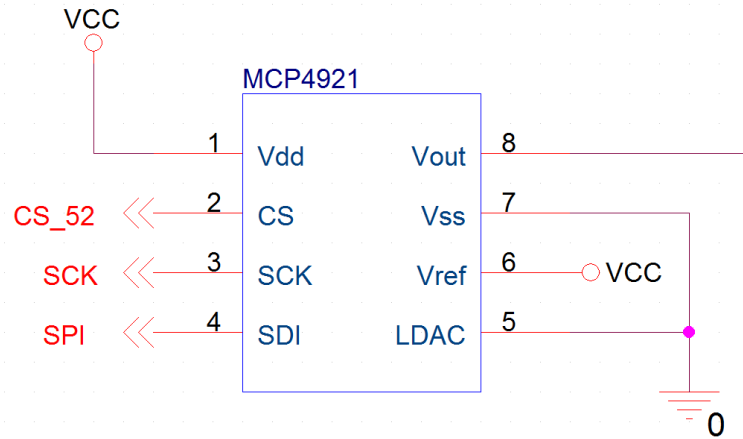 VCC
MCP4921
1 Vdd Vout 8
CS_52 2 CS Vss 7
SCK 3 SCK Vref 6 VCC
SPI 4 SDI LDAC 5
0